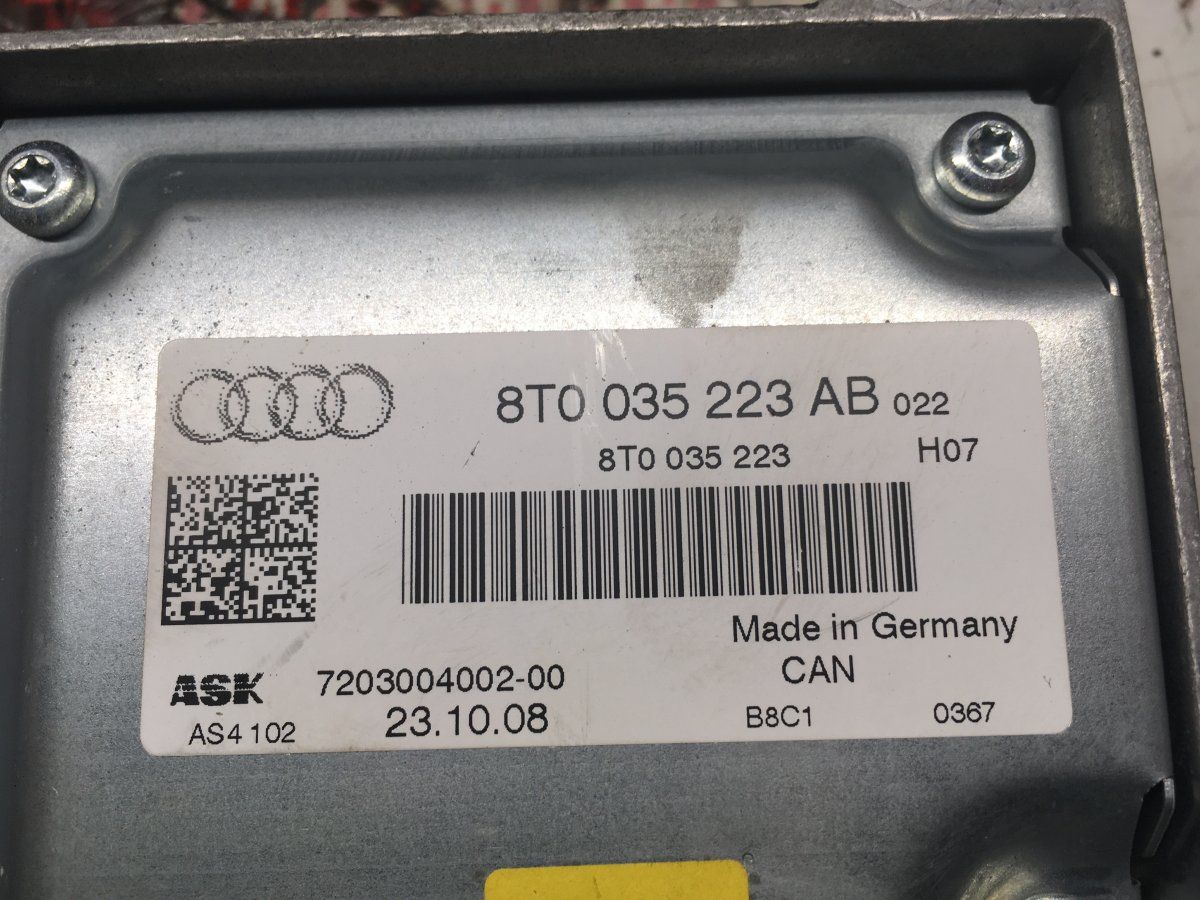 8T0 035 223 AB 022
8T0 035 223 H07
Made in Germany
CAN
ASK 7203004002-00
AS4 102 23.10.08 B8C1 0367